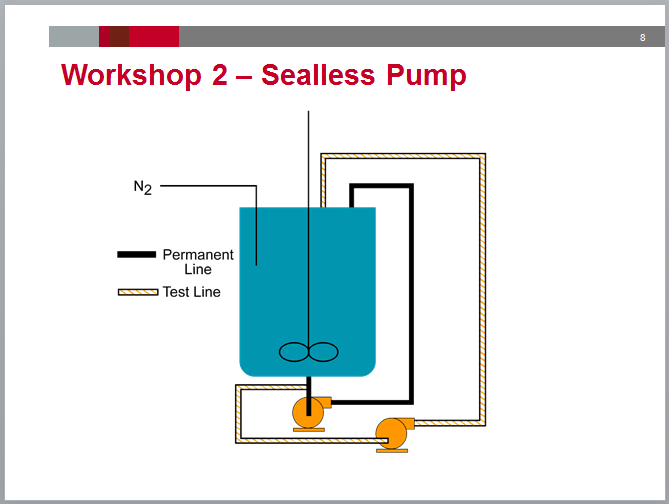 8
Workshop 2 – Sealless Pump
N2
Permanent
Line
Test Line